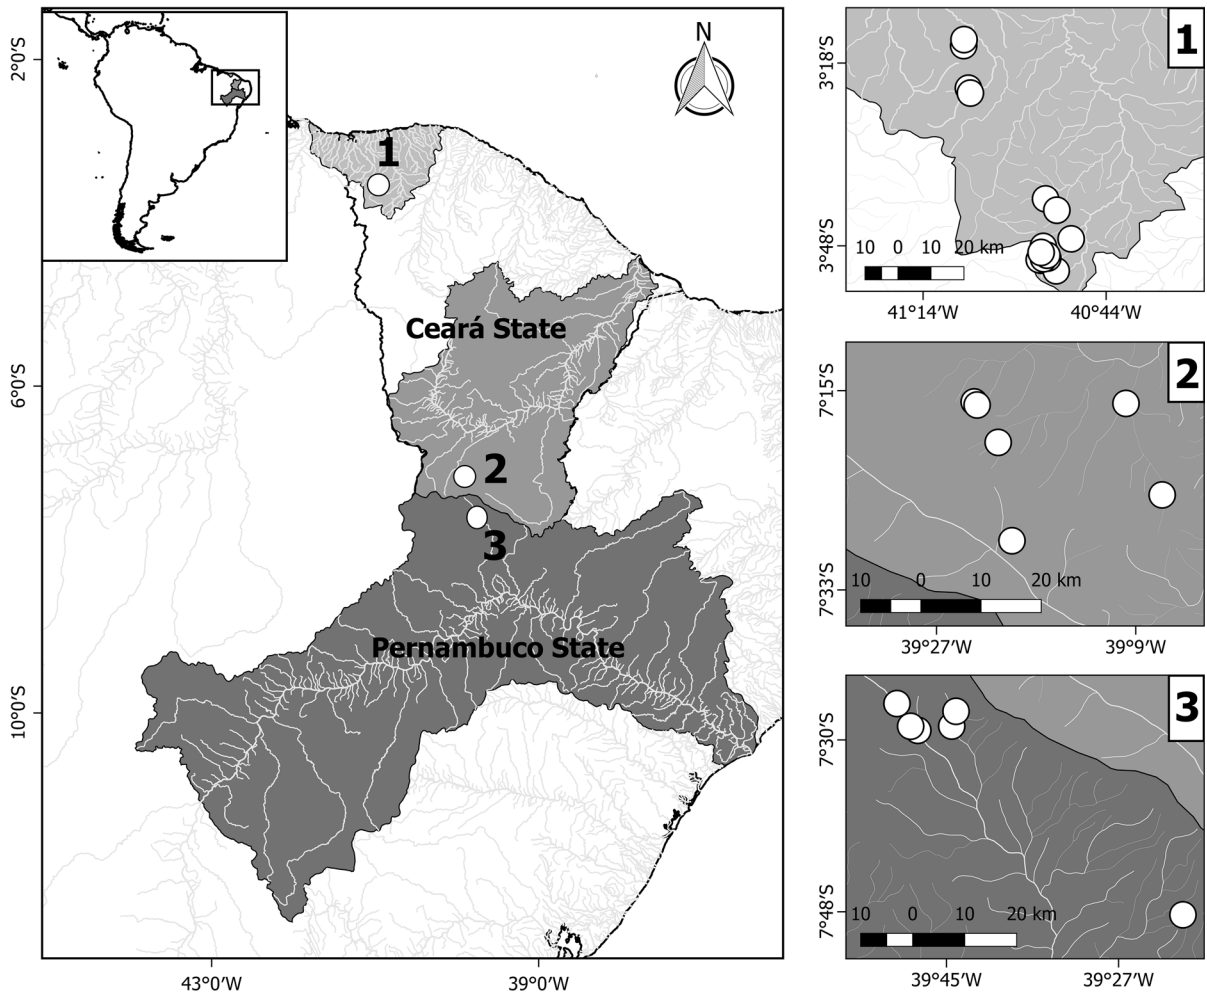 N
2°0'S
6°0'S
10°0'S
43°0'W
39°0'W
1
Ceará State
2
3
Pernambuco State
1
3°18'S
3°48'S
10 0 10 20 km
41°14'W
40°44'W
2
7°15'S
7°33'S
10 0 10 20 km
39°27'W
39°9'W
3
7°30'S
7°48'S
10 0 10 20 km
39°45'W
39°27'W